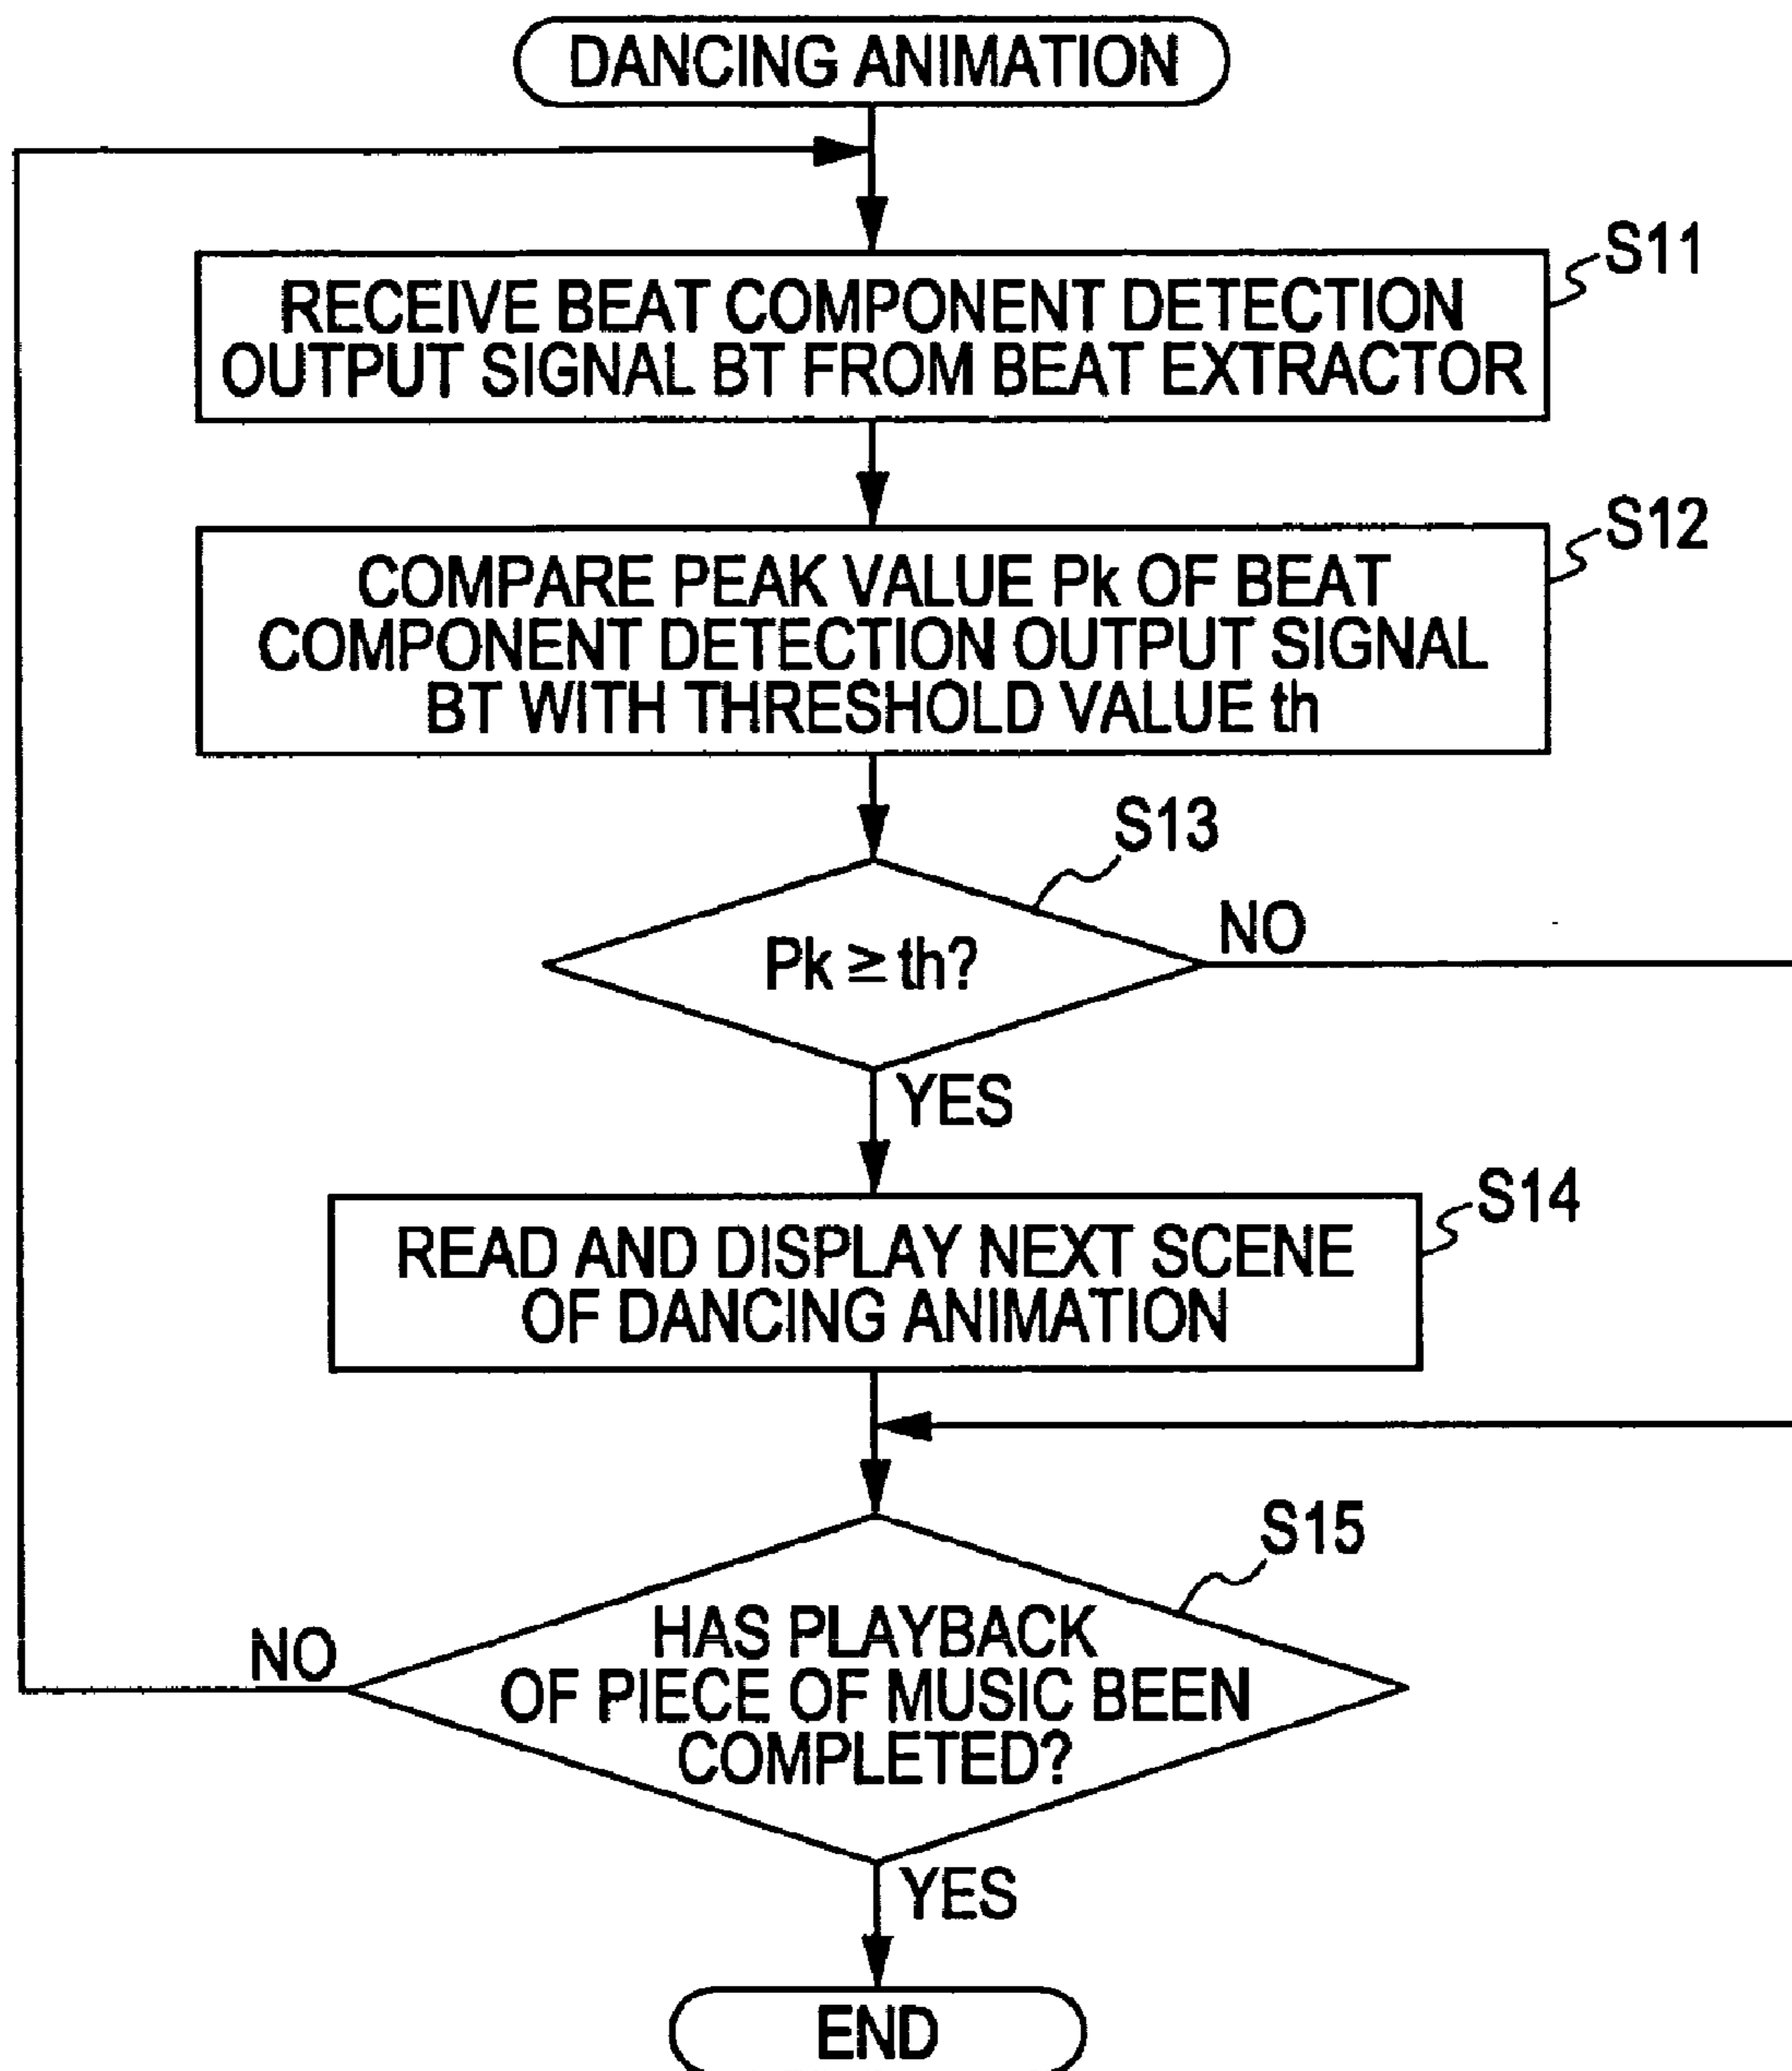 DANCING ANIMATION
S11
RECEIVE BEAT COMPONENT DETECTION
OUTPUT SIGNAL BT FROM BEAT EXTRACTOR
S12
COMPARE PEAK VALUE Pk OF BEAT
COMPONENT DETECTION OUTPUT SIGNAL
BT WITH THRESHOLD VALUE th
S13
Pk ≥ th?
NO
YES
S14
READ AND DISPLAY NEXT SCENE
OF DANCING ANIMATION
S15
HAS PLAYBACK
OF PIECE OF MUSIC BEEN
COMPLETED?
NO
YES
END